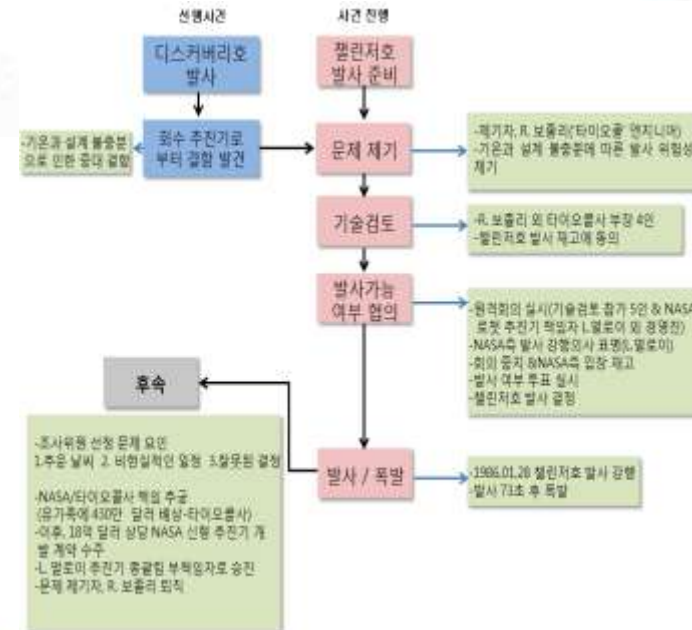 선행사건
사건 진행
디스커버리호
발사
챌린저호
발사 준비
-기온과 설계 불충분
으로 인한 중대 결함
회수 추진기로
부터 결함 발견
문제 제기
-제기자, R. 보졸리('타이오콜' 엔지니어)
-기온과 설계 불충분에 따른 발사 위험성
제기
기술검토
-R. 보졸리 외 타이오콜사 부장 4인
-챌린저호 발사 재고에 동의
발사가능
여부 협의
-원격회의 실시(기술검토 참가 5인 & NASA
로켓 추진기 책임자 L.멀로이 외 경영진)
-NASA측 발사 강행의사 표명(L.멀로이)
-회의 중지 &NASA측 입장 재고
-발사 여부 투표 실시
-챌린저호 발사 결정
후속
-조사위원 선정 문제 요인
1.추운 날씨 2. 비현실적인 일정 3.잘못된 결정
-NASA/타이오콜사 책임 추궁
(유가족에 430만 달러 배상-타이오콜사)
-이후, 18억 달러 상당 NASA 신형 추진기 개
발 계약 수주
-L. 멀로이 추진기 총괄팀 부책임자로 승진
-문제 제기자, R. 보졸리 퇴직
발사 / 폭발
-1986.01.28 챌린저호 발사 강행
-발사 73초 후 폭발